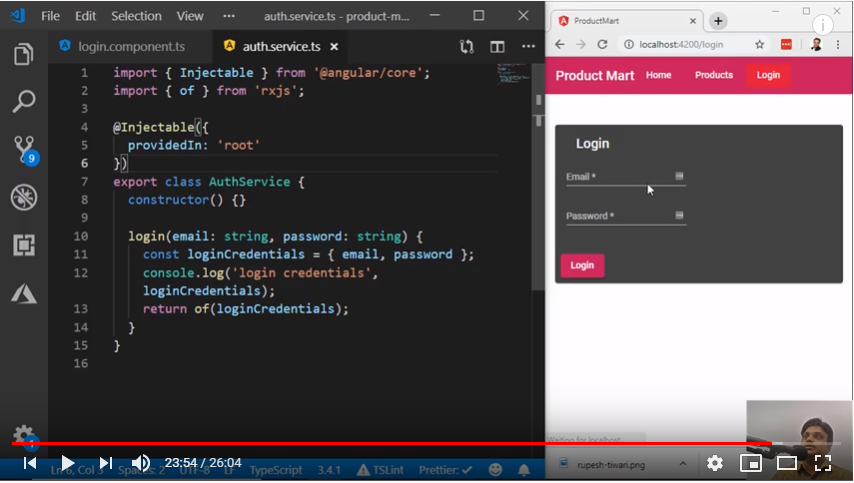 File Edit Selection View ··· auth.service.ts - product-m...
login.component.ts auth.service.ts
1 import { Injectable } from '@angular/core';
2 import { of } from 'rxjs';
3
4 @Injectable({
5 providedIn: 'root'
6 })
7 export class AuthService {
8 constructor() {}
9
10 login(email: string, password: string) {
11 const loginCredentials = { email, password };
12 console.log('login credentials',
loginCredentials);
13 return of(loginCredentials);
14 }
15 }
16
9
ProductMart
localhost:4200/login
Product Mart Home Products Login
Login
Email *
Password *
Login
Waiting for localhost...
rupesh-tiwari.png
23:54 / 26:04
Ln 6, Col 3 Spaces: 2 UTF-8 LF TypeScript 3.4.1 TSLint Prettier: ✓